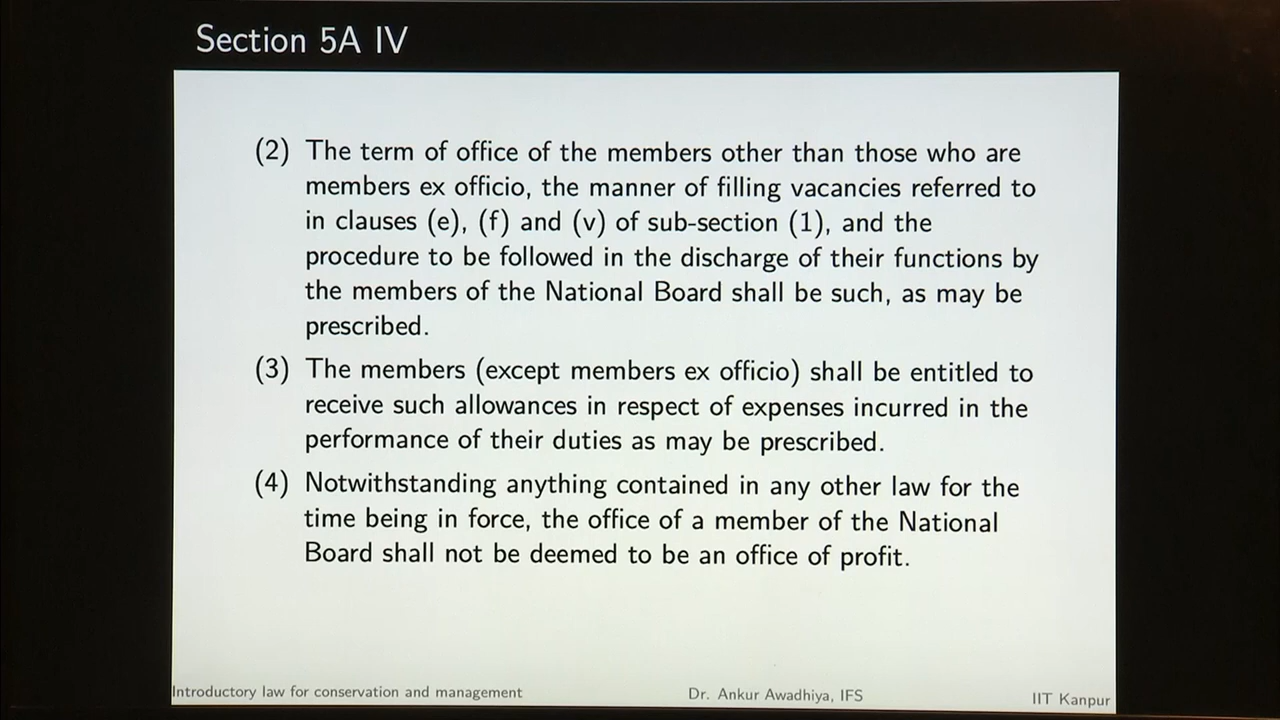 Section 5A IV
(2) The term of office of the members other than those who are
members ex officio, the manner of filling vacancies referred to
in clauses (e), (f) and (v) of sub-section (1), and the
procedure to be followed in the discharge of their functions by
the members of the National Board shall be such, as may be
prescribed.
(3) The members (except members ex officio) shall be entitled to
receive such allowances in respect of expenses incurred in the
performance of their duties as may be prescribed.
(4) Notwithstanding anything contained in any other law for the
time being in force, the office of a member of the National
Board shall not be deemed to be an office of profit.
Introductory law for conservation and management Dr. Ankur Awadhiya, IFS IIT Kanpur